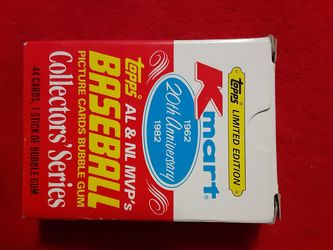 topps LIMITED EDITION
Kmart
1962 1982
20th Anniversary
topps AL & NL MVP's
BASEBALL
PICTURE CARDS BUBBLE GUM
Collectors' Series
44 CARDS. 1 STICK OF BUBBLE GUM